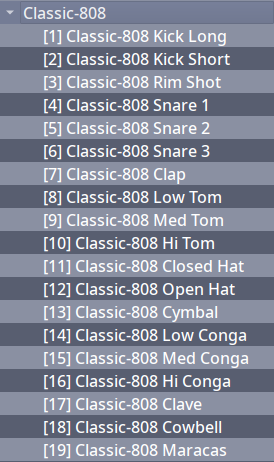 Classic-808
[1] Classic-808 Kick Long
[2] Classic-808 Kick Short
[3] Classic-808 Rim Shot
[4] Classic-808 Snare 1
[5] Classic-808 Snare 2
[6] Classic-808 Snare 3
[7] Classic-808 Clap
[8] Classic-808 Low Tom
[9] Classic-808 Med Tom
[10] Classic-808 Hi Tom
[11] Classic-808 Closed Hat
[12] Classic-808 Open Hat
[13] Classic-808 Cymbal
[14] Classic-808 Low Conga
[15] Classic-808 Med Conga
[16] Classic-808 Hi Conga
[17] Classic-808 Clave
[18] Classic-808 Cowbell
[19] Classic-808 Maracas